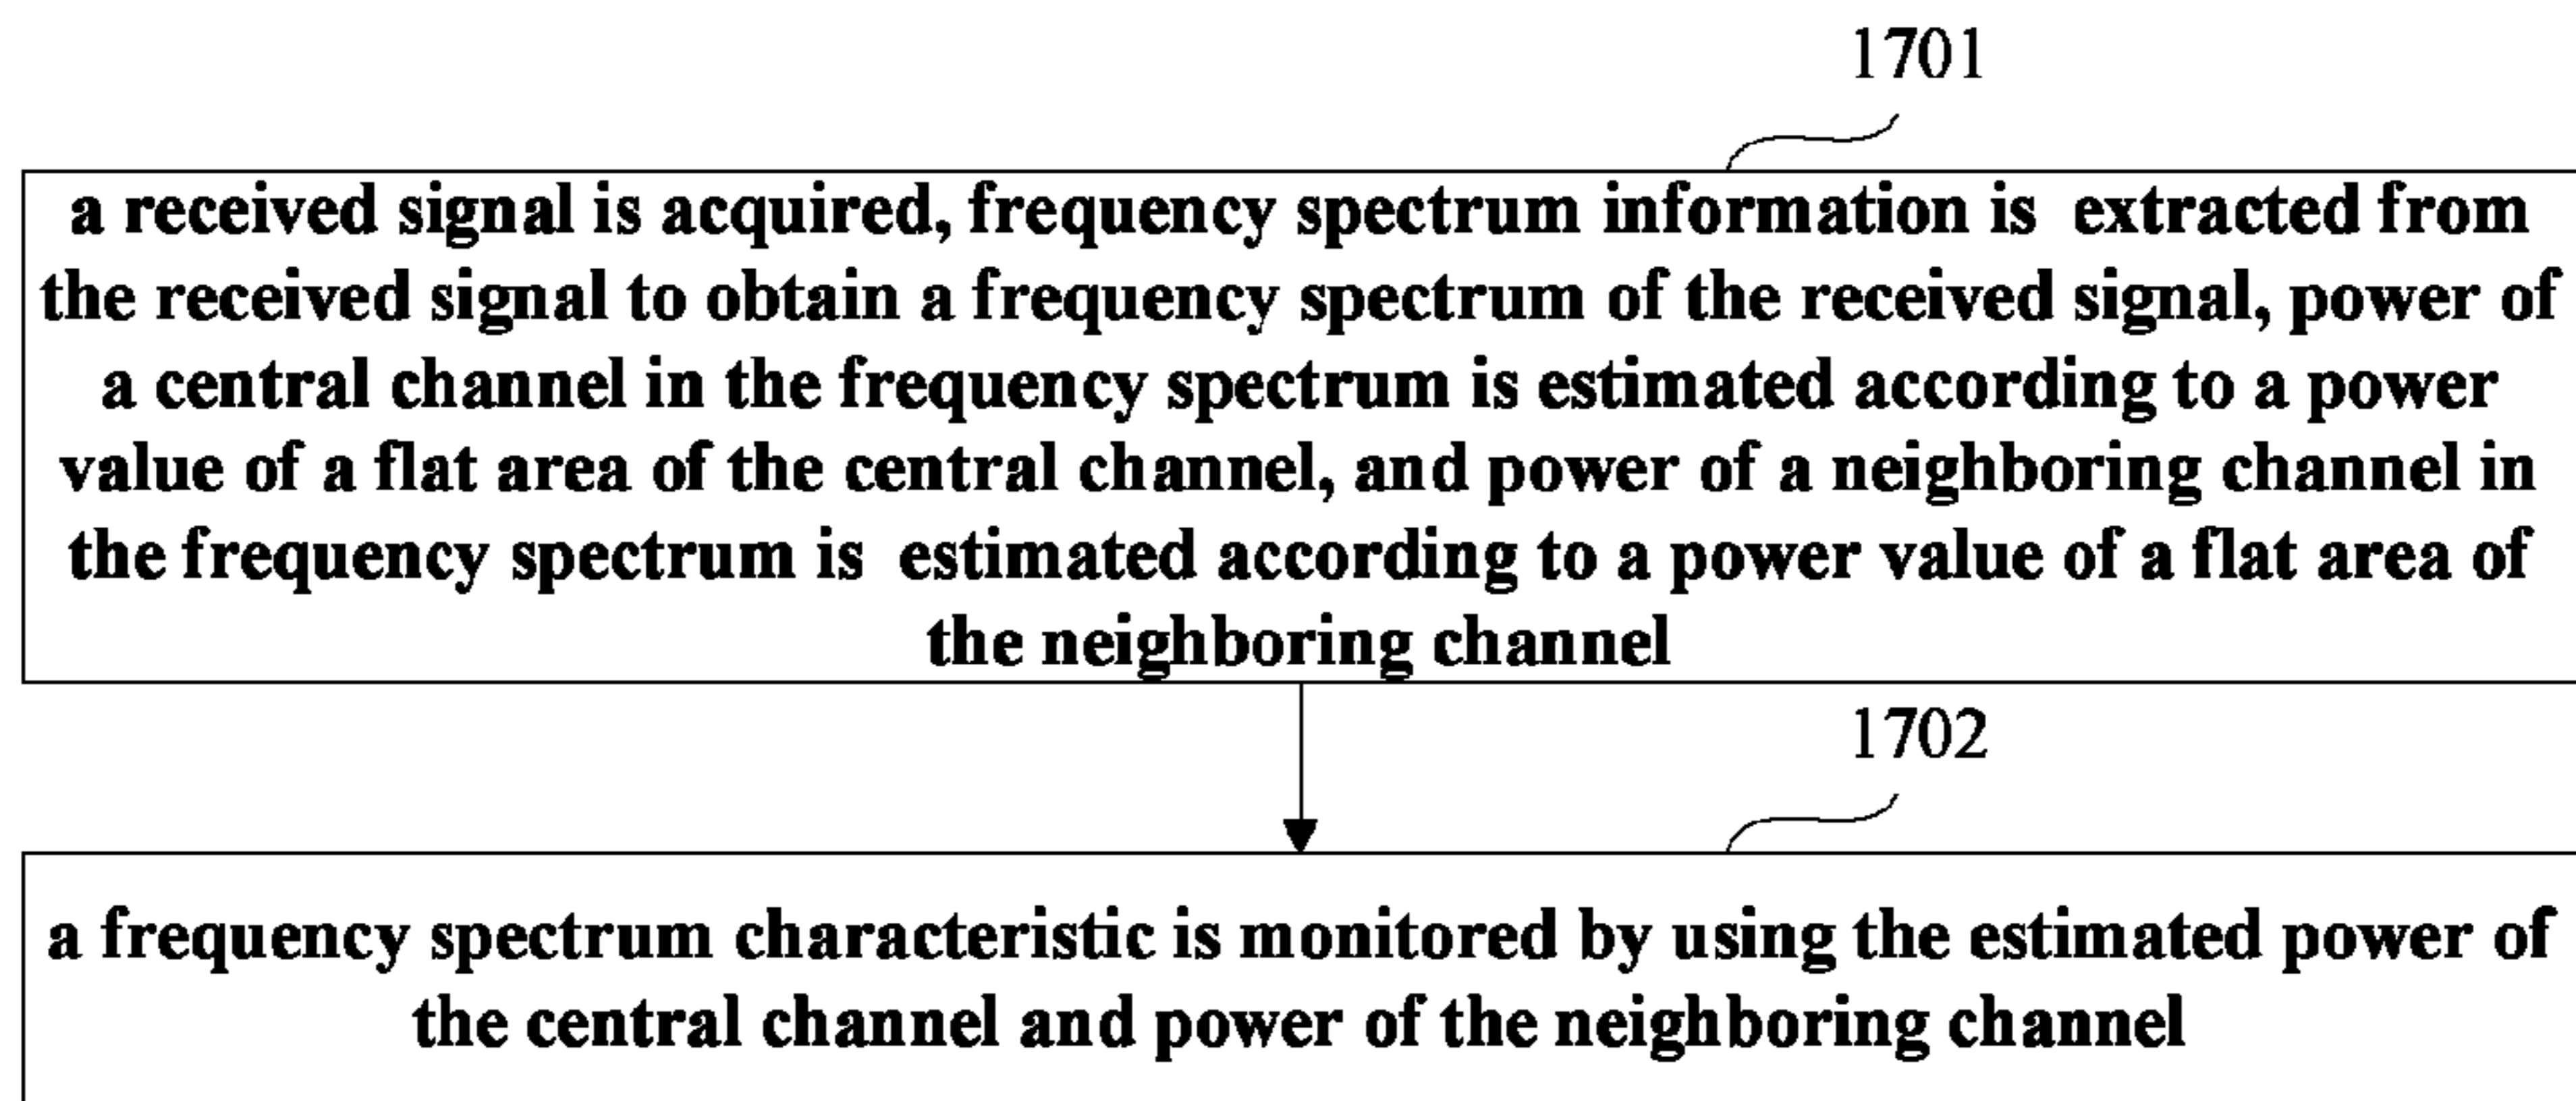 1701
a received signal is acquired, frequency spectrum information is extracted from
the received signal to obtain a frequency spectrum of the received signal, power of
a central channel in the frequency spectrum is estimated according to a power
value of a flat area of the central channel, and power of a neighboring channel in
the frequency spectrum is estimated according to a power value of a flat area of
the neighboring channel
1702
a frequency spectrum characteristic is monitored by using the estimated power of
the central channel and power of the neighboring channel